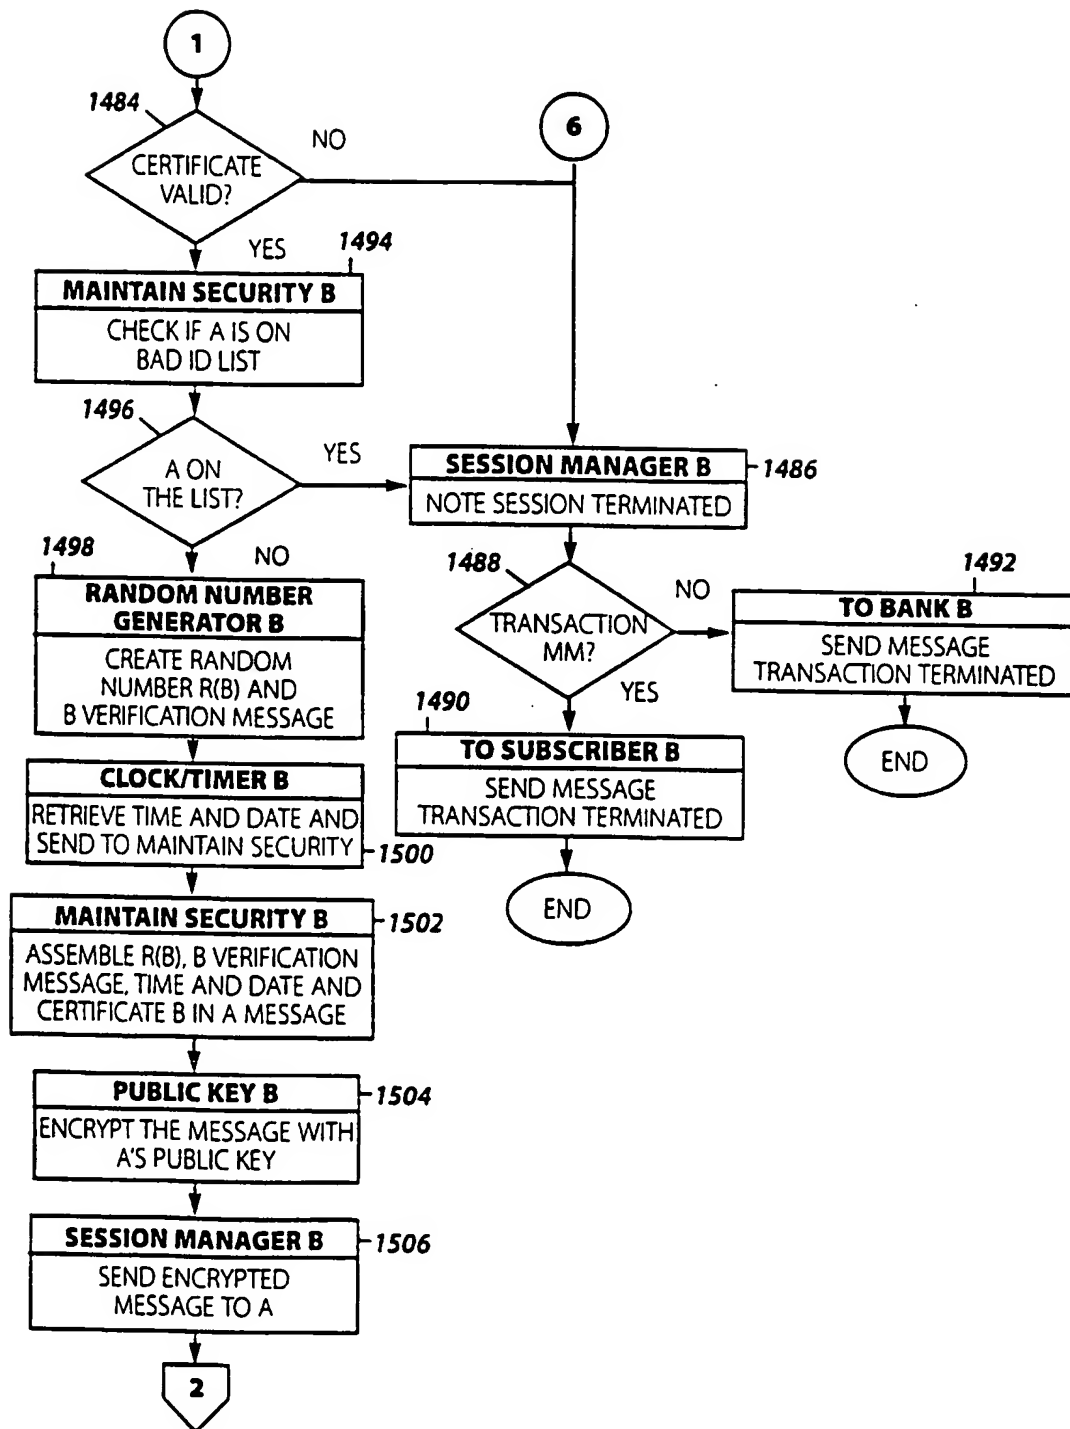 1
1484
CERTIFICATE
VALID?
NO
6
YES
1494
MAINTAIN SECURITY B
CHECK IF A IS ON
BAD ID LIST
1496
A ON
THE LIST?
YES
SESSION MANAGER B
1486
NOTE SESSION TERMINATED
NO
1498
RANDOM NUMBER
GENERATOR B
CREATE RANDOM
NUMBER R(B) AND
B VERIFICATION MESSAGE
1488
TRANSACTION
MM?
NO
1492
TO BANK B
SEND MESSAGE
TRANSACTION TERMINATED
END
YES
1490
TO SUBSCRIBER B
SEND MESSAGE
TRANSACTION TERMINATED
END
CLOCK/TIMER B
RETRIEVE TIME AND DATE AND
SEND TO MAINTAIN SECURITY
1500
MAINTAIN SECURITY B
1502
ASSEMBLE R(B), B VERIFICATION
MESSAGE, TIME AND DATE AND
CERTIFICATE B IN A MESSAGE
PUBLIC KEY B
1504
ENCRYPT THE MESSAGE WITH
A'S PUBLIC KEY
SESSION MANAGER B
1506
SEND ENCRYPTED
MESSAGE TO A
2